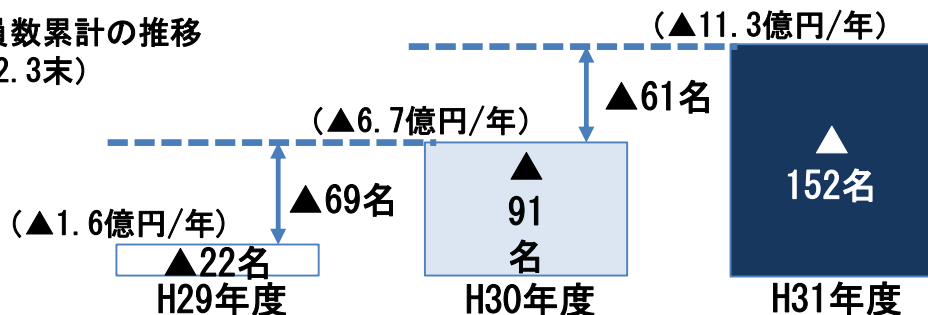 員数累計の推移
2.3末)
(▲11.3億円/年)
▲61名
(▲6.7億円/年)
▲
152名
▲
91
名
▲69名
(▲1.6億円/年)
▲22名
H29年度
H30年度
H31年度